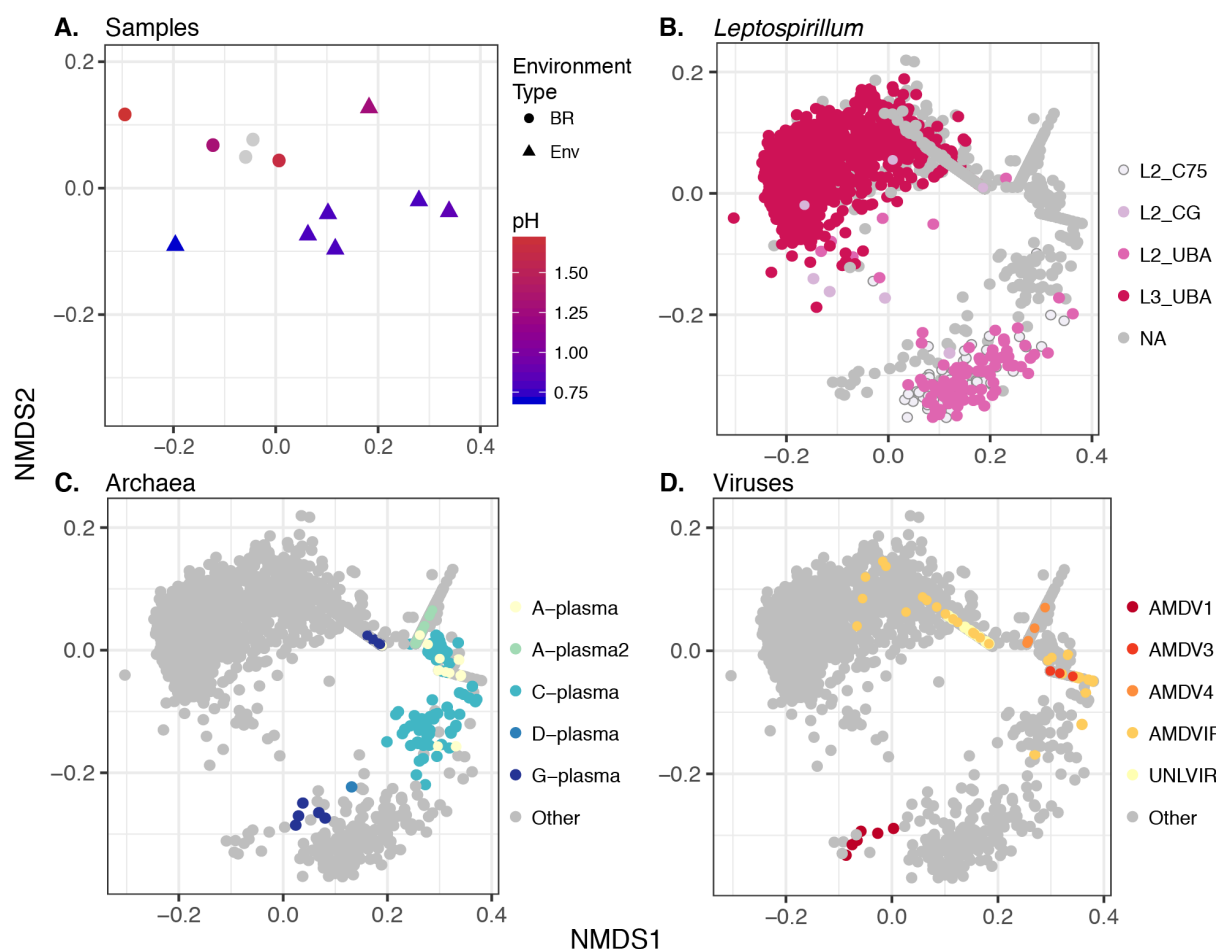 A. Samples
0.2
0.0
−0.2
−0.2 0.0 0.2 0.4
Environment
Type
BR
Env
pH
1.50
1.25
1.00
0.75
B. Leptospirillum
0.2
0.0
−0.2
−0.2 0.0 0.2 0.4
L2_C75
L2_CG
L2_UBA
L3_UBA
NA
NMDS2
C. Archaea
0.2
0.0
−0.2
−0.2 0.0 0.2 0.4
A−plasma
A−plasma2
C−plasma
D−plasma
G−plasma
Other
D. Viruses
0.2
0.0
−0.2
−0.2 0.0 0.2 0.4
AMDV1
AMDV3
AMDV4
AMDVIF
UNLVIR
Other
NMDS1